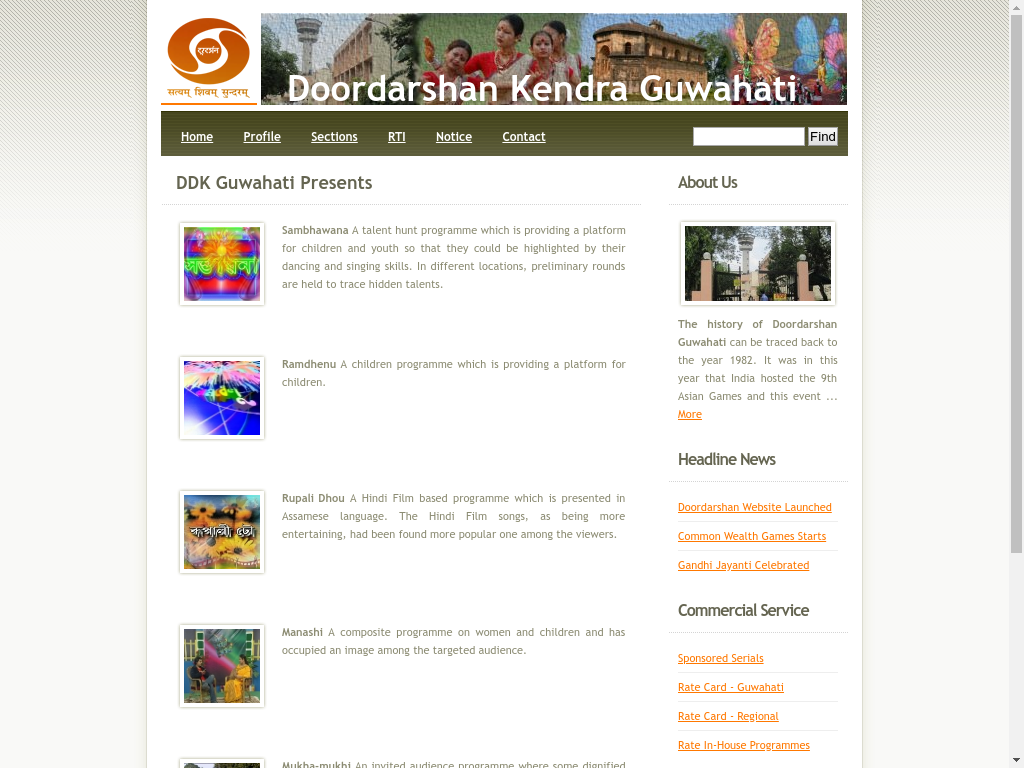 दूरदर्शन
सत्यम् शिवम् सुन्दरम्
Doordarshan Kendra Guwahati
Home Profile Sections RTI Notice Contact Find
DDK Guwahati Presents
Sambhawana A talent hunt programme which is providing a platform
for children and youth so that they could be highlighted by their
dancing and singing skills. In different locations, preliminary rounds
are held to trace hidden talents.
Ramdhenu A children programme which is providing a platform for
children.
ৰূপালী ঢৌ
Rupali Dhou A Hindi Film based programme which is presented in
Assamese language. The Hindi Film songs, as being more
entertaining, had been found more popular one among the viewers.
Manashi A composite programme on women and children and has
occupied an image among the targeted audience.
Mukha-mukhi An invited audience programme where some dignified
About Us
The history of Doordarshan
Guwahati can be traced back to
the year 1982. It was in this
year that India hosted the 9th
Asian Games and this event ...
More
Headline News
Doordarshan Website Launched
Common Wealth Games Starts
Gandhi Jayanti Celebrated
Commercial Service
Sponsored Serials
Rate Card - Guwahati
Rate Card - Regional
Rate In-House Programmes